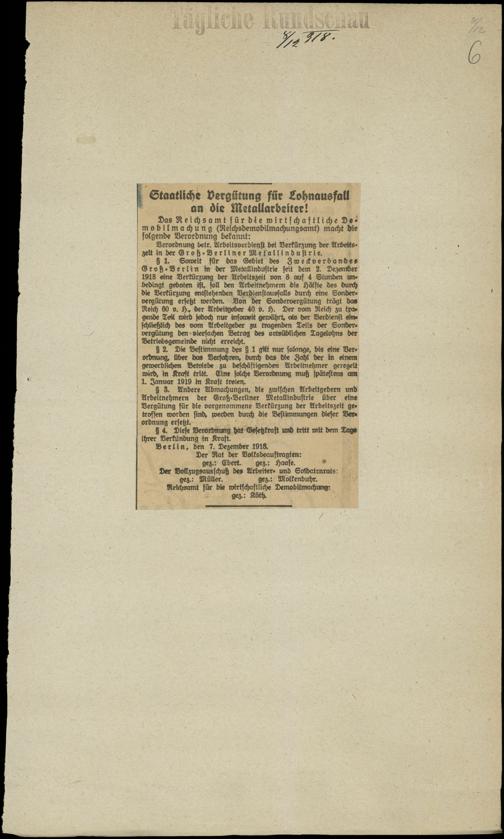 Tägliche Rundschau
8/12 318.
8/12
6
Staatliche Vergütung für Lohnausfall
an die Metallarbeiter!
Das Reichsamt für die wirtschaftliche De-
mobilmachung (Reichsdemobilmachungsamt) macht die
folgende Verordnung bekannt:
Verordnung betr. Arbeitsverdienst bei Verkürzung der Arbeits-
zeit in der Groß-Berliner Metallindustrie.
§ 1. Soweit für das Gebiet des Zweckverbandes
Groß-Berlin in der Metallindustrie seit dem 2. Dezember
1918 eine Verkürzung der Arbeitszeit von 8 auf 4 Stunden un-
bedingt geboten ist, soll den Arbeitnehmern die Hälfte des durch
die Verkürzung entstehenden Verdienstausfalls durch eine Sonder-
vergütung ersetzt werden. Von der Sondervergütung trägt das
Reich 60 v. H., der Arbeitgeber 40 v. H. Der vom Reich zu tra-
gende Teil wird jedoch nur insoweit gewährt, als der Verdienst ein-
schließlich des vom Arbeitgeber zu tragenden Teils der Sonder-
vergütung den vierfachen Betrag des ortsüblichen Tagelohns der
Betriebsgemeinde nicht erreicht.
§ 2. Die Bestimmung des § 1 gilt nur solange, bis eine Ver-
ordnung, über das Verfahren, durch das die Zahl der in einem
gewerblichen Betriebe zu beschäftigenden Arbeitnehmer geregelt
wird, in Kraft tritt. Eine solche Verordnung muß spätestens am
1. Januar 1919 in Kraft treten.
§ 3. Andere Abmachungen, die zwischen Arbeitgebern und
Arbeitnehmern der Groß-Berliner Metallindustrie über eine
Vergütung für die vorgenommene Verkürzung der Arbeitszeit ge-
troffen worden sind, werden durch die Bestimmungen dieser Ver-
ordnung ersetzt.
§ 4. Diese Verordnung hat Gesetzkraft und tritt mit dem Tage
ihrer Verkündung in Kraft.
Berlin, den 7. Dezember 1918.
Der Rat der Volksbeauftragten:
gez.: Ebert. gez.: Haase.
Der Vollzugsausschuß des Arbeiter- und Soldatenrats:
gez.: Müller. gez.: Molkenbuhr.
Reichsamt für die wirtschaftliche Demobilmachung:
gez.: Köth.